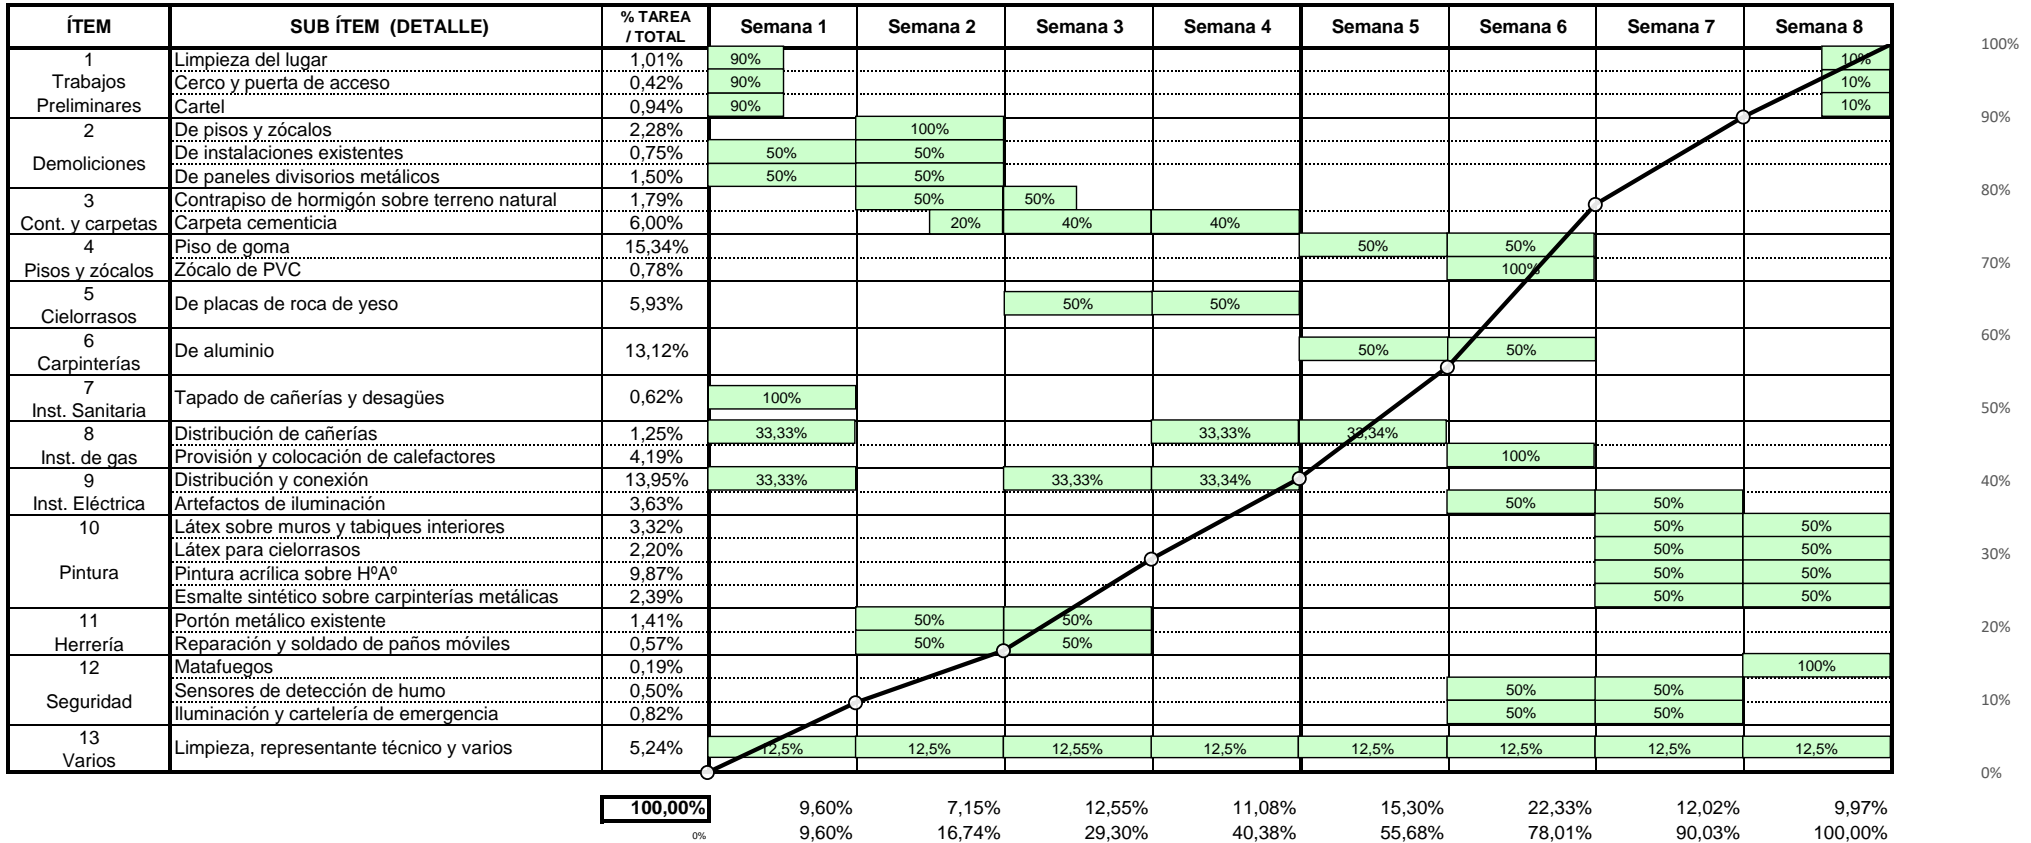 ÍTEM SUB ÍTEM (DETALLE) % TAREA / TOTAL Semana 1 Semana 2 Semana 3 Semana 4 Semana 5 Semana 6 Semana 7 Semana 8
100%
1 Limpieza del lugar 1,01% 90% 10%
Trabajos Cerco y puerta de acceso 0,42% 90% 10%
Preliminares Cartel 0,94% 90% 10%
90%
2 De pisos y zócalos 2,28% 100%
Demoliciones De instalaciones existentes 0,75% 50% 50%
De paneles divisorios metálicos 1,50% 50% 50%
80%
3 Contrapiso de hormigón sobre terreno natural 1,79% 50% 50%
Cont. y carpetas Carpeta cementicia 6,00% 20% 40% 40%
4 Piso de goma 15,34% 50% 50%
Pisos y zócalos Zócalo de PVC 0,78% 100%
70%
5
Cielorrasos De placas de roca de yeso 5,93% 50% 50%
60%
6
Carpinterías De aluminio 13,12% 50% 50%
7
Inst. Sanitaria Tapado de cañerías y desagües 0,62% 100%
50%
8 Distribución de cañerías 1,25% 33,33% 33,33% 33,34%
Inst. de gas Provisión y colocación de calefactores 4,19% 100%
9 Distribución y conexión 13,95% 33,33% 33,33% 33,34%
40%
Inst. Eléctrica Artefactos de iluminación 3,63% 50% 50%
10 Látex sobre muros y tabiques interiores 3,32% 50% 50%
Látex para cielorrasos 2,20% 50% 50%
30%
Pintura Pintura acrílica sobre HºAº 9,87% 50% 50%
Esmalte sintético sobre carpinterías metálicas 2,39% 50% 50%
11 Portón metálico existente 1,41% 50% 50%
20%
Herrería Reparación y soldado de paños móviles 0,57% 50% 50%
12 Matafuegos 0,19% 100%
Seguridad Sensores de detección de humo 0,50% 50% 50%
10%
Iluminación y cartelería de emergencia 0,82% 50% 50%
13
Varios Limpieza, representante técnico y varios 5,24% 12,5% 12,5% 12,55% 12,5% 12,5% 12,5% 12,5% 12,5%
0%
100,00% 9,60% 7,15% 12,55% 11,08% 15,30% 22,33% 12,02% 9,97%
0% 9,60% 16,74% 29,30% 40,38% 55,68% 78,01% 90,03% 100,00%